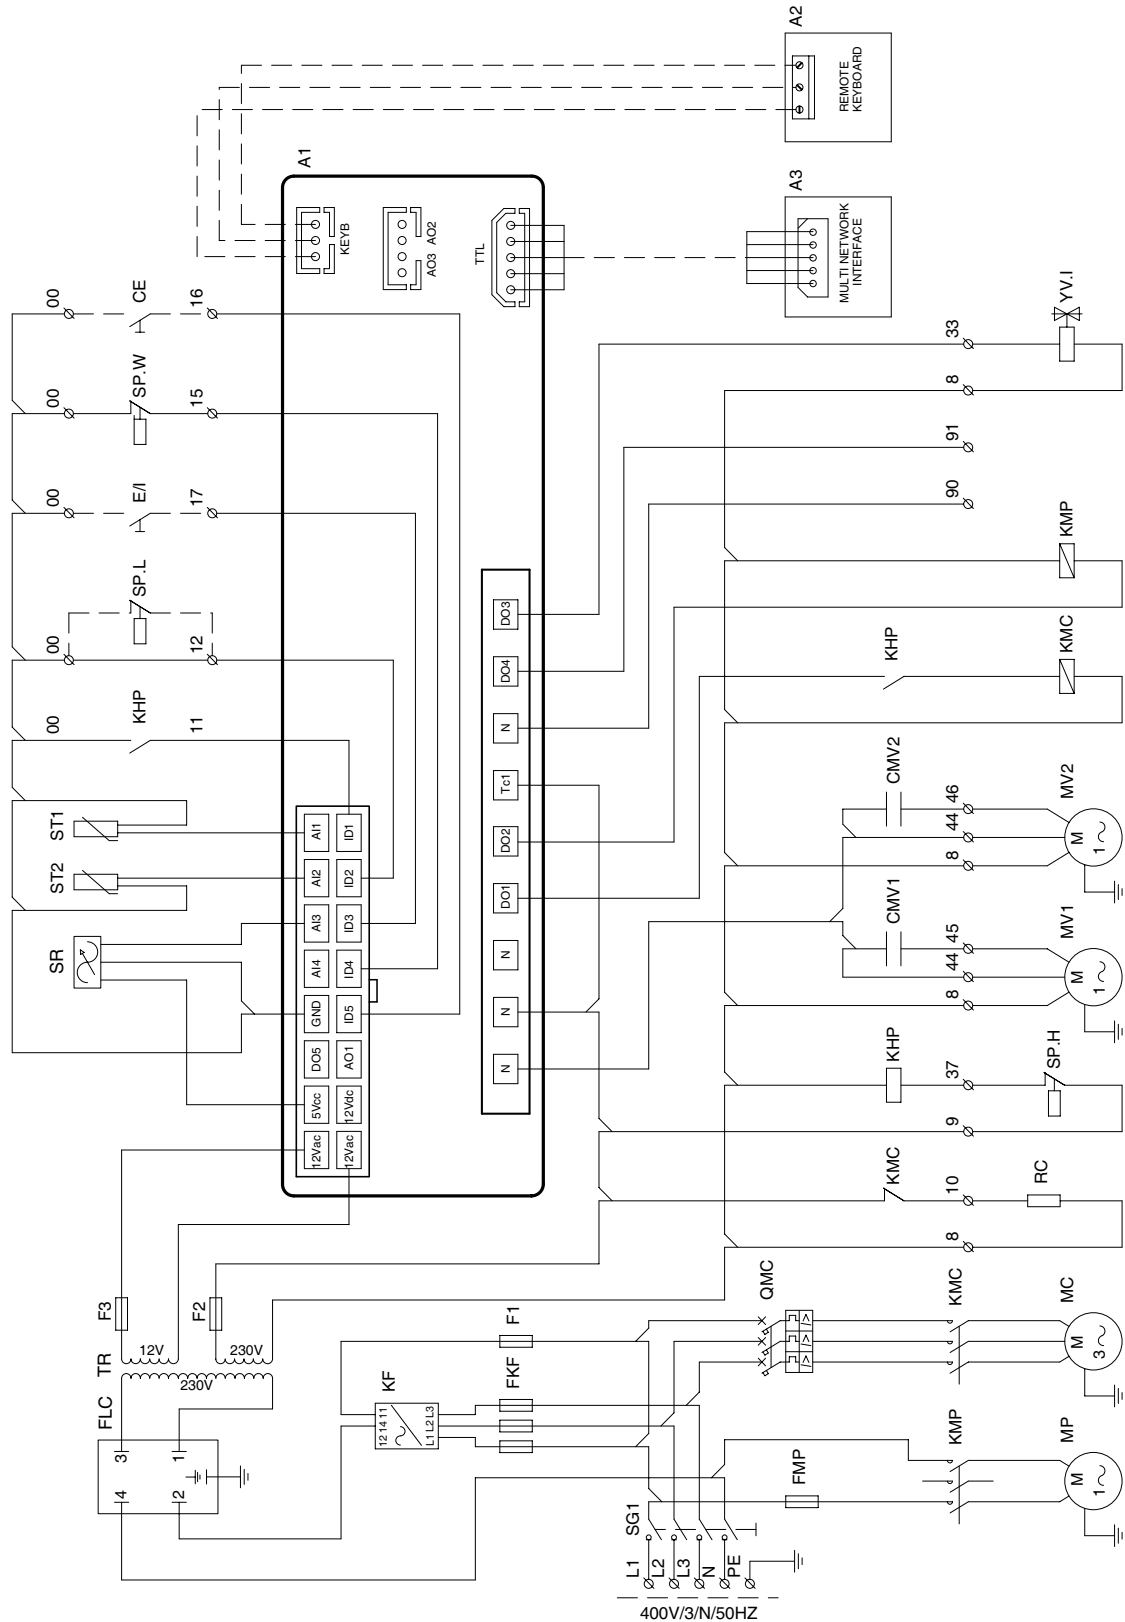 A2
REMOTE
KEYBOARD
A3
MULTI NETWORK
INTERFACE
A1
KEYB
AO3 AO2
TTL
00
CE
16
00
SP.W
15
00
E/I
17
00
SP.L
12
00
KHP
11
ST1
ST2
SR
12Vac 5Vcc DO5 GND AI4 AI3 AI2 AI1
12Vac 12Vdc AO1 ID5 ID4 ID3 ID2 ID1
N N N DO1 DO2 Tc1 N DO4 DO3
33
YV.I
8
91
90
KMP
KHP
KMC
CMV2
8 44 46
MV2
M
1
CMV1
8 44 45
MV1
M
1
KHP
37
SP.H
9
KMC
10
RC
8
F3
F2
TR
12V
230V
230V
FLC
3 1
4 2
KF
12 14 11
L1 L2 L3
F1
FKF
QMC
KMC
MC
M
3
KMP
MP
M
1
FMP
SG1
L1
L2
L3
N
PE
400V/3/N/50HZ